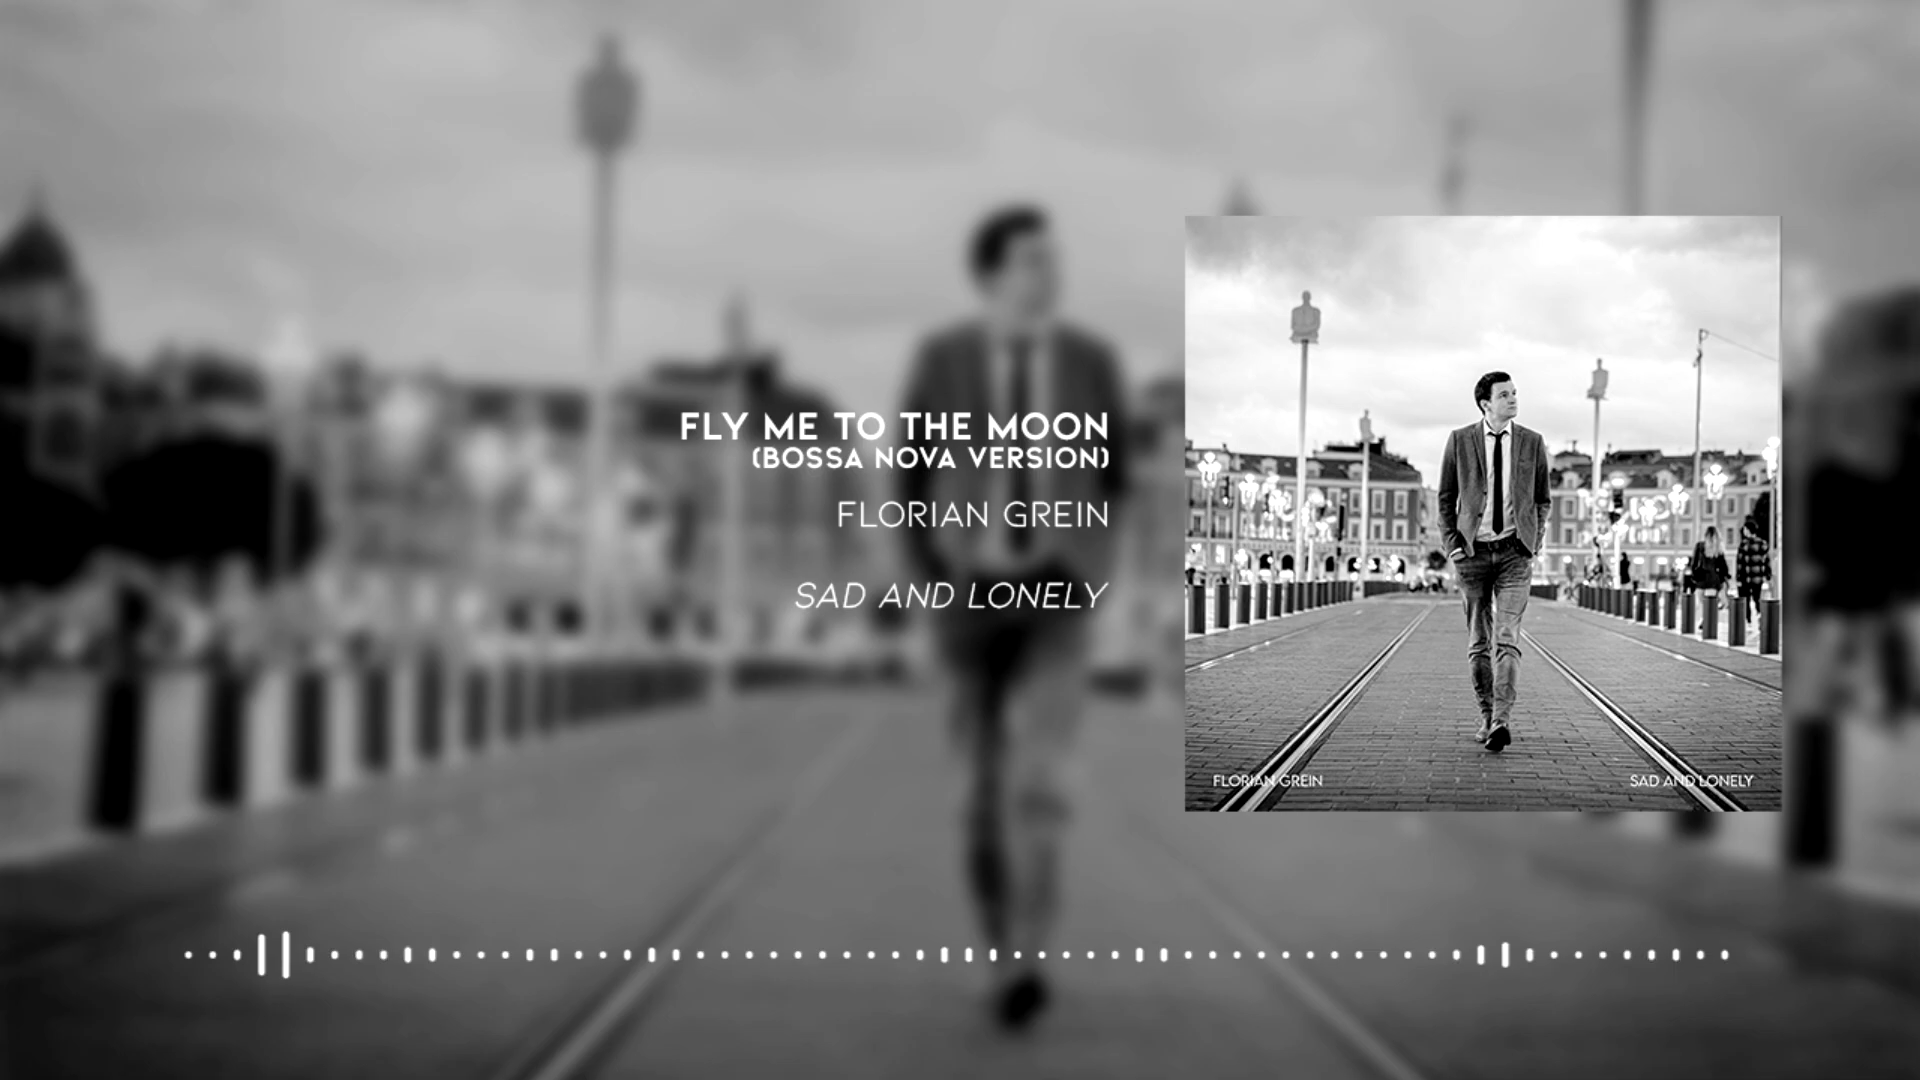 FLY ME TO THE MOON
(BOSSA NOVA VERSION)
FLORIAN GREIN
SAD AND LONELY
FLORIAN GREIN
SAD AND LONELY